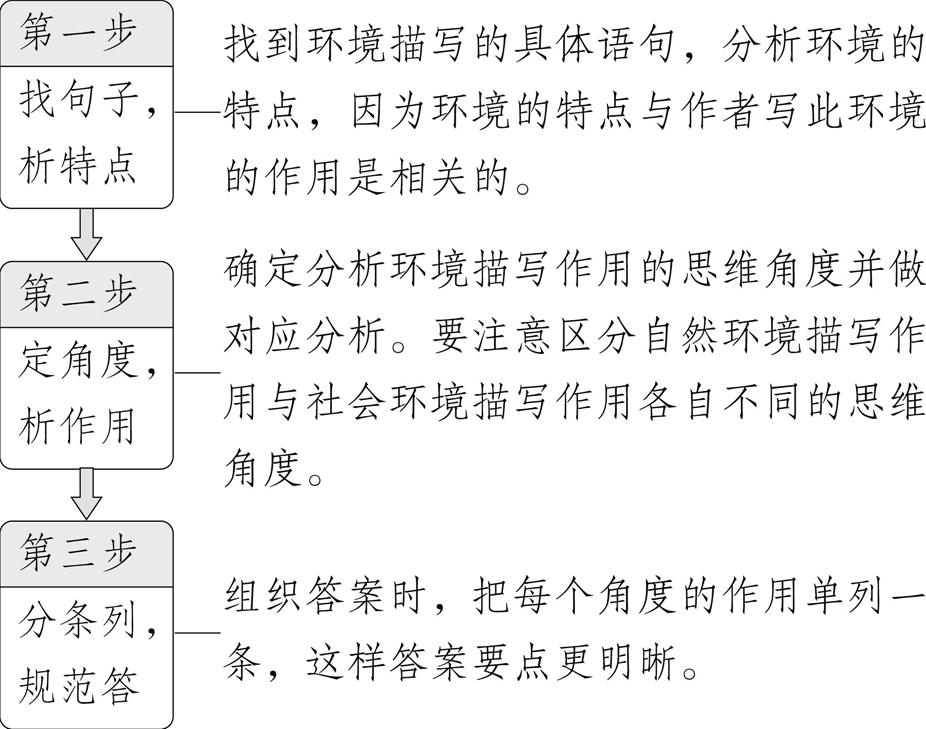 第一步
找句子，
析特点
找到环境描写的具体语句，分析环境的
特点，因为环境的特点与作者写此环境
的作用是相关的。
第二步
定角度，
析作用
确定分析环境描写作用的思维角度并做
对应分析。要注意区分自然环境描写作
用与社会环境描写作用各自不同的思维
角度。
第三步
分条列，
规范答
组织答案时，把每个角度的作用单列一
条，这样答案要点更明晰。